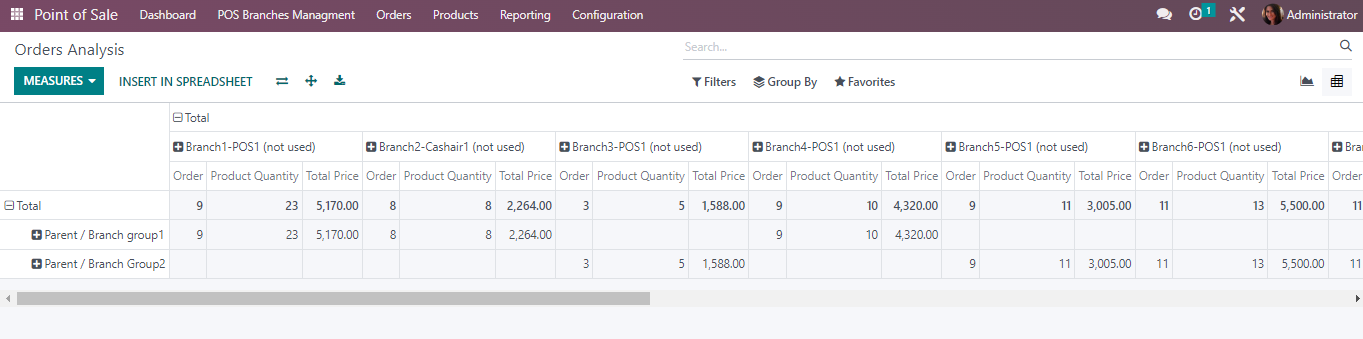 Point of Sale Dashboard POS Branches Managment Orders Products Reporting Configuration 1 Administrator
Orders Analysis Search...
MEASURES INSERT IN SPREADSHEET Filters Group By Favorites
Total
Branch1-POS1 (not used) Branch2-Cashair1 (not used) Branch3-POS1 (not used) Branch4-POS1 (not used) Branch5-POS1 (not used) Branch6-POS1 (not used) Bran
Order Product Quantity Total Price Order Product Quantity Total Price Order Product Quantity Total Price Order Product Quantity Total Price Order Product Quantity Total Price Order Product Quantity Total Price Order
Total 9 23 5,170.00 8 8 2,264.00 3 5 1,588.00 9 10 4,320.00 9 11 3,005.00 11 13 5,500.00 11
Parent / Branch group1 9 23 5,170.00 8 8 2,264.00 9 10 4,320.00
Parent / Branch Group2 3 5 1,588.00 9 11 3,005.00 11 13 5,500.00 11